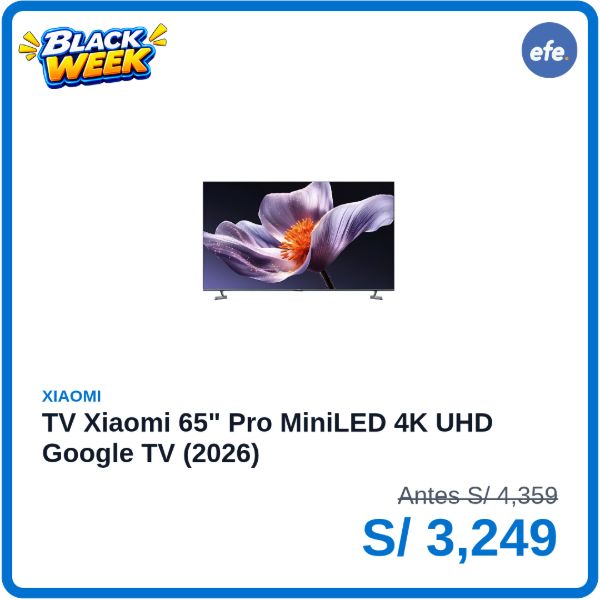 BLACK
WEEK
efe.
XIAOMI
TV Xiaomi 65" Pro MiniLED 4K UHD
Google TV (2026)
Antes S/ 4,359
S/ 3,249